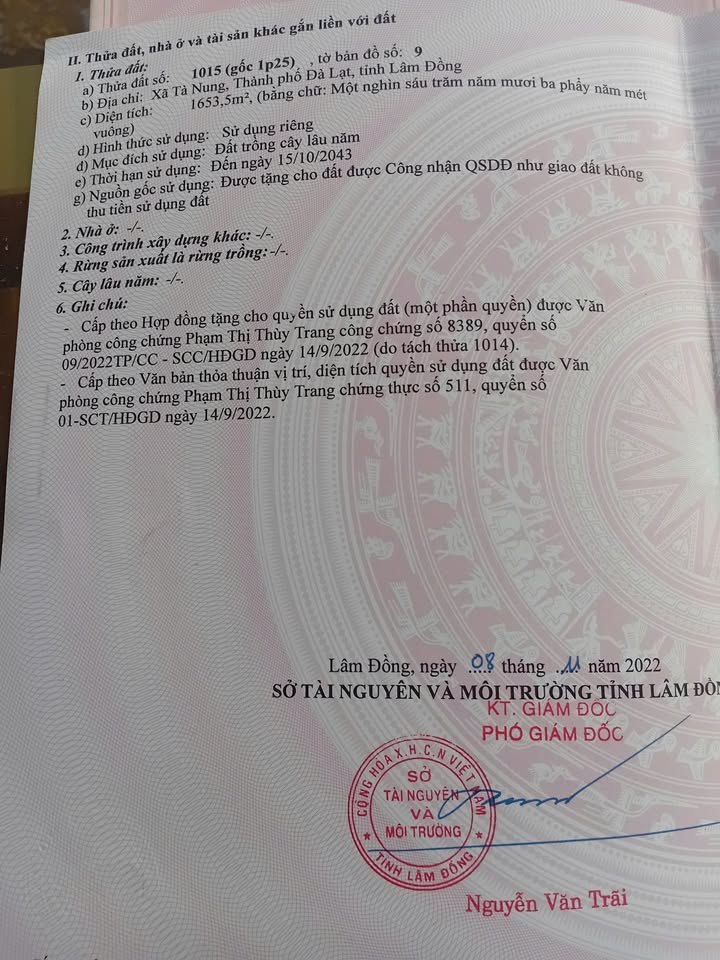 II. Thửa đất, nhà ở và tài sản khác gắn liền với đất
1. Thửa đất:
a) Thửa đất số: 1015 (gốc 1p25) , tờ bản đồ số: 9
b) Địa chỉ: Xã Tà Nung, Thành phố Đà Lạt, tỉnh Lâm Đồng
c) Diện tích: 1653,5m², (bằng chữ: Một nghìn sáu trăm năm mươi ba phẩy năm mét
vuông)
d) Hình thức sử dụng: Sử dụng riêng
đ) Mục đích sử dụng: Đất trồng cây lâu năm
e) Thời hạn sử dụng: Đến ngày 15/10/2043
g) Nguồn gốc sử dụng: Được tặng cho đất được Công nhận QSDĐ như giao đất không
thu tiền sử dụng đất
2. Nhà ở: -/-.
3. Công trình xây dựng khác: -/-.
4. Rừng sản xuất là rừng trồng: -/-.
5. Cây lâu năm: -/-.
6. Ghi chú:
- Cấp theo Hợp đồng tặng cho quyền sử dụng đất (một phần quyền) được Văn
phòng công chứng Phạm Thị Thùy Trang công chứng số 8389, quyển số
09/2022TP/CC - SCC/HĐGD ngày 14/9/2022 (do tách thửa 1014).
- Cấp theo Văn bản thỏa thuận vị trí, diện tích quyền sử dụng đất được Văn
phòng công chứng Phạm Thị Thùy Trang chứng thực số 511, quyển số
01-SCT/HĐGD ngày 14/9/2022.
Lâm Đồng, ngày 08 tháng 11 năm 2022
SỞ TÀI NGUYÊN VÀ MÔI TRƯỜNG TỈNH LÂM ĐỒN
KT. GIÁM ĐỐC
PHÓ GIÁM ĐỐC
CỘNG HÒA X.H.C.N VIỆT NAM
SỞ
TÀI NGUYÊN
VÀ
MÔI TRƯỜNG
TỈNH LÂM ĐỒNG
Nguyễn Văn Trãi